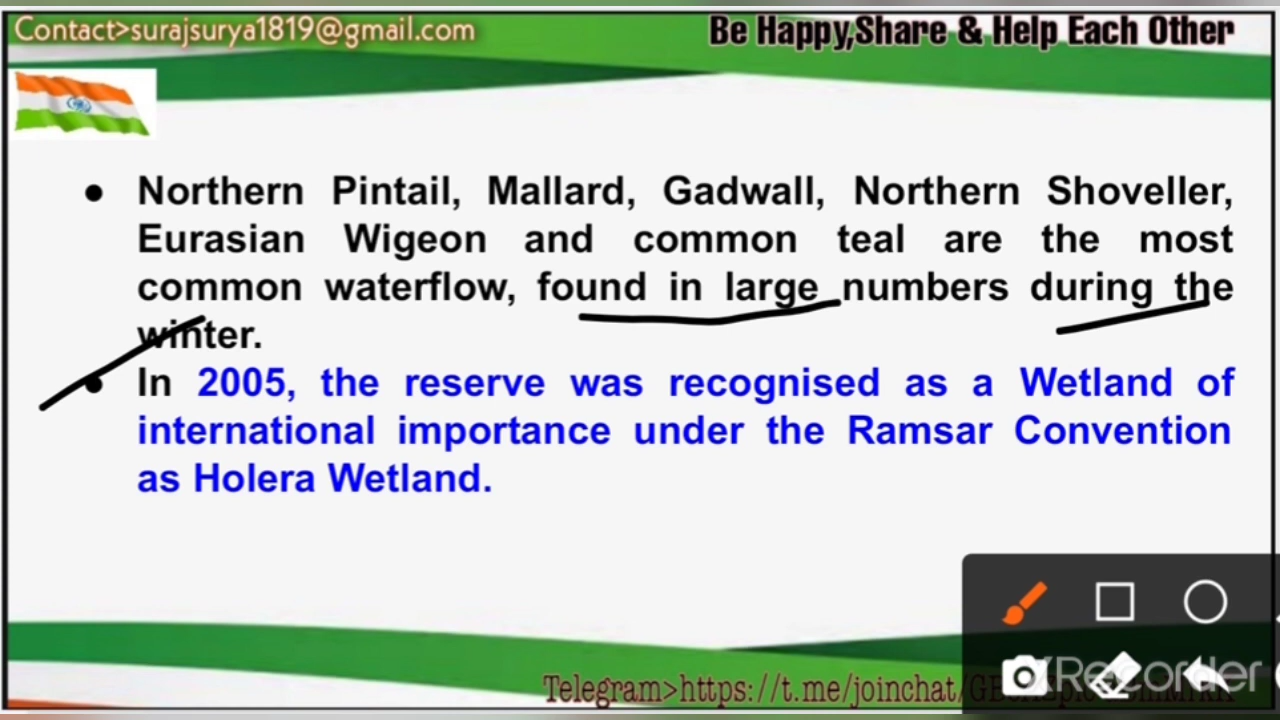 Contact>surajsurya1819@gmail.com
Be Happy,Share & Help Each Other
● Northern Pintail, Mallard, Gadwall, Northern Shoveller,
Eurasian Wigeon and common teal are the most
common waterflow, found in large numbers during the
winter.
● In 2005, the reserve was recognised as a Wetland of
international importance under the Ramsar Convention
as Holera Wetland.
XRecorder
Telegram>https://t.me/joinchat/